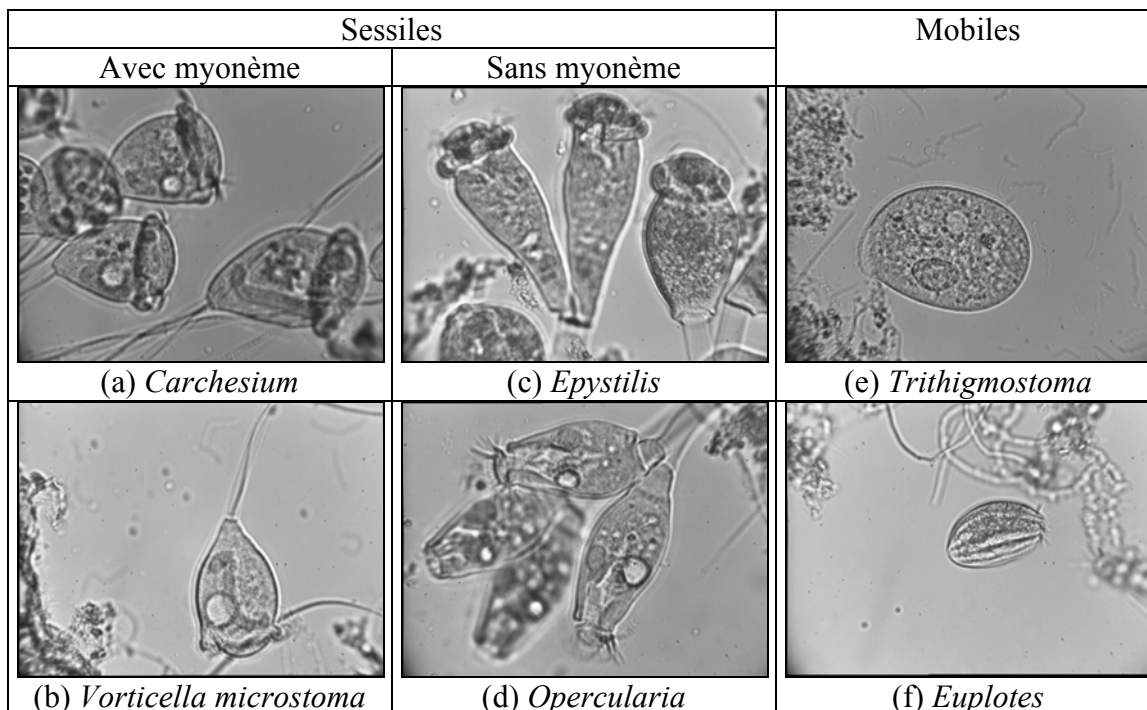 Sessiles Mobiles
Avec myonème Sans myonème
(a) Carchesium (c) Epystilis (e) Trithigmostoma
(b) Vorticella microstoma (d) Opercularia (f) Euplotes